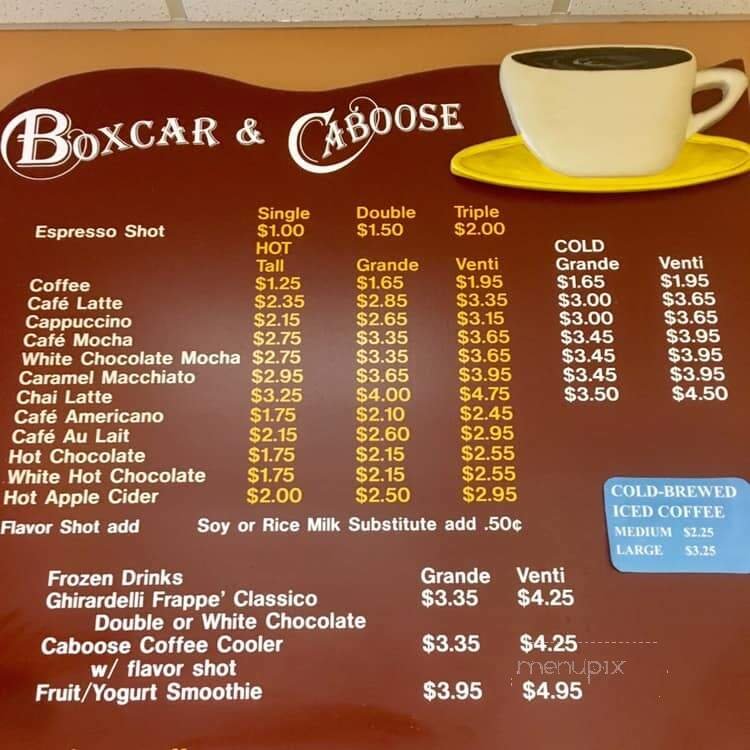 BOXCAR & CABOOSE
Single Double Triple
Espresso Shot $1.00 $1.50 $2.00
HOT COLD
Tall Grande Venti Grande Venti
Coffee $1.25 $1.65 $1.95 $1.65 $1.95
Café Latte $2.35 $2.85 $3.35 $3.00 $3.65
Cappuccino $2.15 $2.65 $3.15 $3.00 $3.65
Café Mocha $2.75 $3.35 $3.65 $3.45 $3.95
White Chocolate Mocha $2.75 $3.35 $3.65 $3.45 $3.95
Caramel Macchiato $2.95 $3.65 $3.95 $3.45 $3.95
Chai Latte $3.25 $4.00 $4.75 $3.50 $4.50
Café Americano $1.75 $2.10 $2.45
Café Au Lait $2.15 $2.60 $2.95
Hot Chocolate $1.75 $2.15 $2.55
White Hot Chocolate $1.75 $2.15 $2.55
Hot Apple Cider $2.00 $2.50 $2.95
Flavor Shot add Soy or Rice Milk Substitute add .50¢
COLD-BREWED
ICED COFFEE
MEDIUM $2.25
LARGE $3.25
Frozen Drinks Grande Venti
Ghirardelli Frappe' Classico $3.35 $4.25
Double or White Chocolate
Caboose Coffee Cooler $3.35 $4.25
w/ flavor shot
Fruit/Yogurt Smoothie $3.95 $4.95
menupix